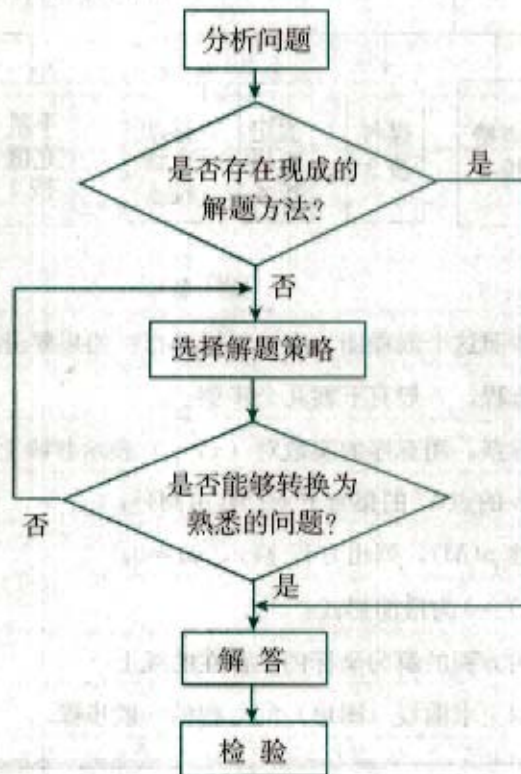 分析问题
是否存在现成的
解题方法?
是
否
选择解题策略
是否能够转换为
熟悉的问题?
否
是
解 答
检 验